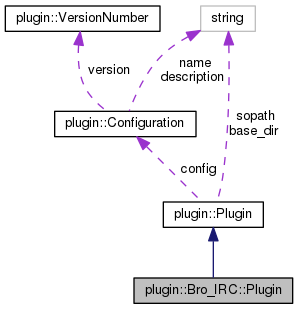 plugin::VersionNumber
string
version
name
description
plugin::Configuration
sopath
base_dir
config
plugin::Plugin
plugin::Bro_IRC::Plugin